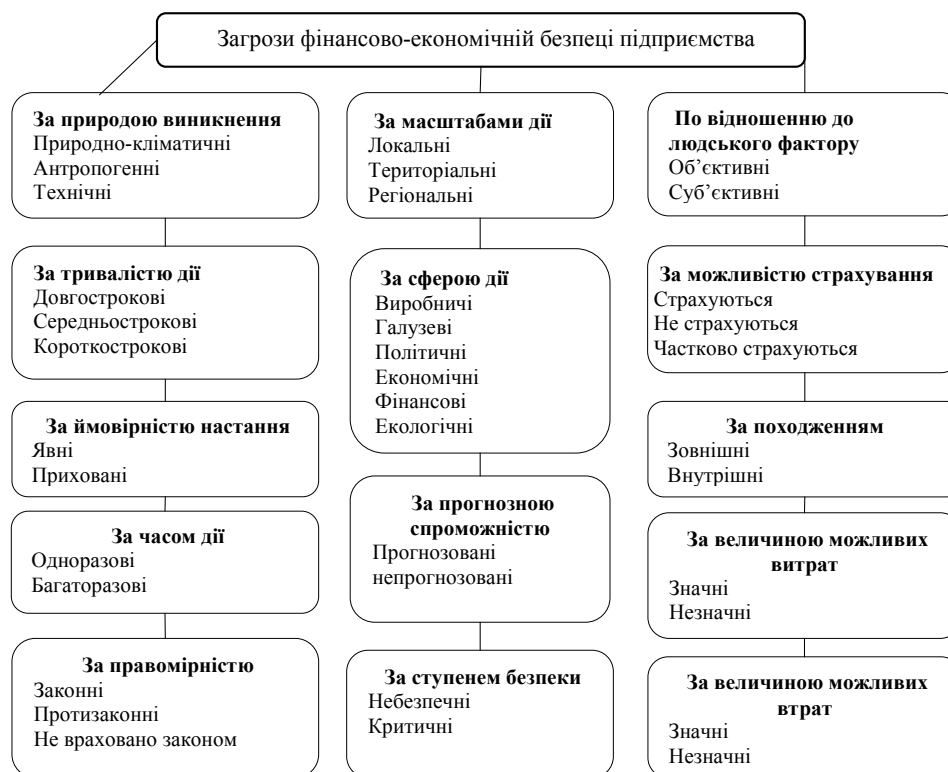 Загрози фінансово-економічній безпеці підприємства
За природою виникнення
Природно-кліматичні
Антропогенні
Технічні
За тривалістю дії
Довгострокові
Середньострокові
Короткострокові
За ймовірністю настання
Явні
Приховані
За часом дії
Одноразові
Багаторазові
За правомірністю
Законні
Протизаконні
Не враховано законом
За масштабами дії
Локальні
Територіальні
Регіональні
За сферою дії
Виробничі
Галузеві
Політичні
Економічні
Фінансові
Екологічні
За прогнозною
спроможністю
Прогнозовані
непрогнозовані
За ступенем безпеки
Небезпечні
Критичні
По відношенню до
людського фактору
Об’єктивні
Суб’єктивні
За можливістю страхування
Страхуються
Не страхуються
Частково страхуються
За походженням
Зовнішні
Внутрішні
За величиною можливих
витрат
Значні
Незначні
За величиною можливих
втрат
Значні
Незначні